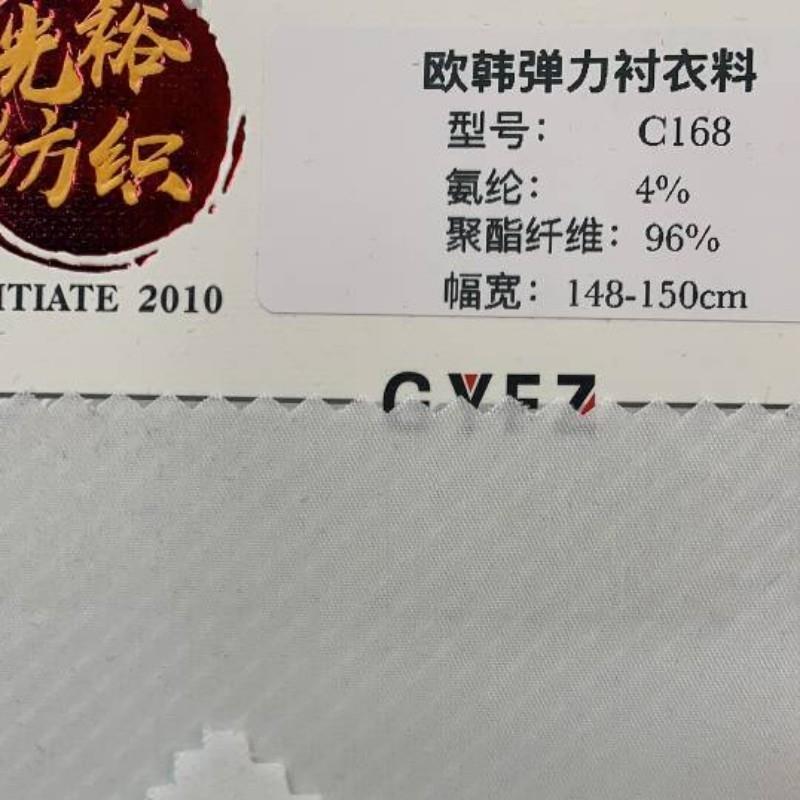 光裕
纺织
ITIATE 2010
欧韩弹力衬衣料
型号： C168
氨纶： 4%
聚酯纤维： 96%
幅宽： 148-150cm
GYFZ